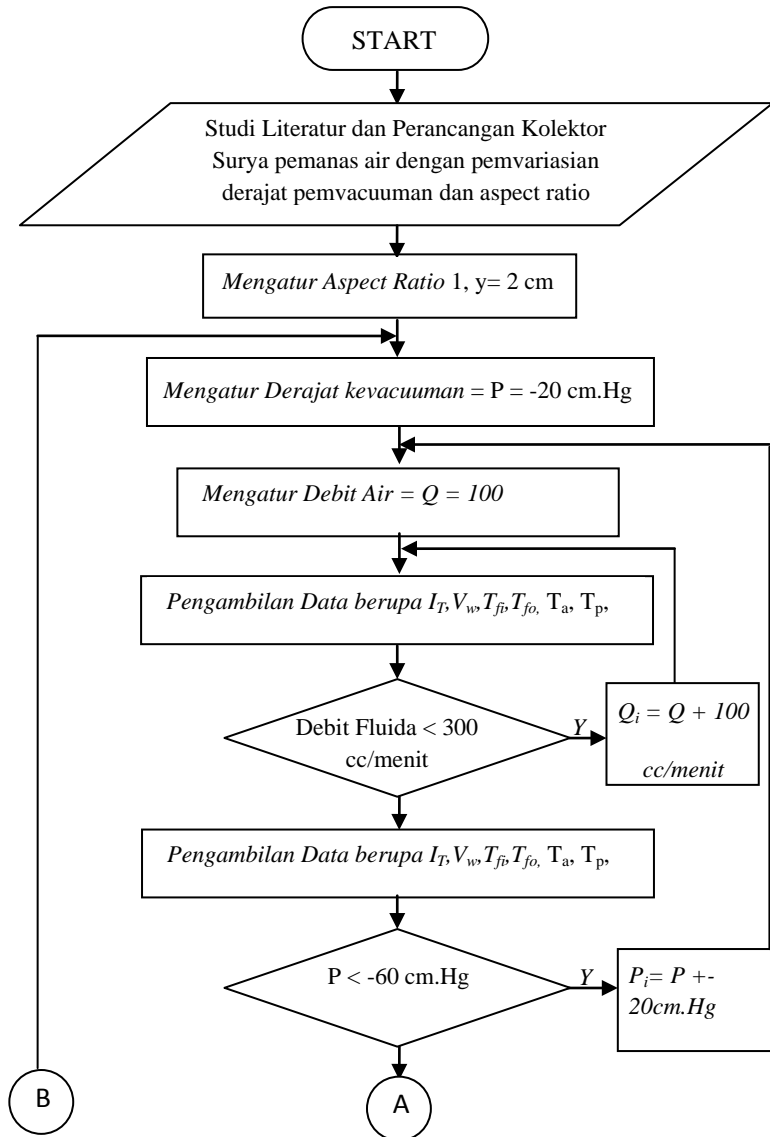 START
Studi Literatur dan Perancangan Kolektor
Surya pemanas air dengan pemvariasian
derajat pemvacuuman dan aspect ratio
Mengatur Aspect Ratio 1, y= 2 cm
Mengatur Derajat kevacuuman = P = -20 cm.Hg
Mengatur Debit Air = Q = 100
Pengambilan Data berupa I_T,V_w,T_fi,T_fo, T_a, T_p,
Debit Fluida < 300
cc/menit
Y
Q_i = Q + 100
cc/menit
Pengambilan Data berupa I_T,V_w,T_fi,T_fo, T_a, T_p,
P < -60 cm.Hg
Y
P_i= P +-
20cm.Hg
B
A